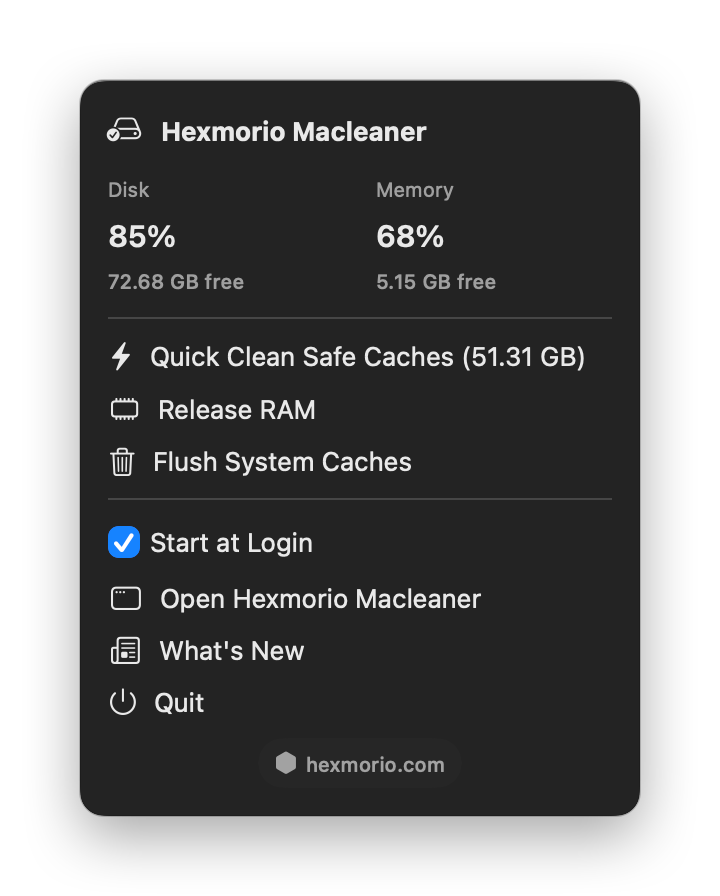 Hexmorio Macleaner
Disk
Memory
85%
68%
72.68 GB free
5.15 GB free
Quick Clean Safe Caches (51.31 GB)
Release RAM
Flush System Caches
Start at Login
Open Hexmorio Macleaner
What's New
Quit
hexmorio.com